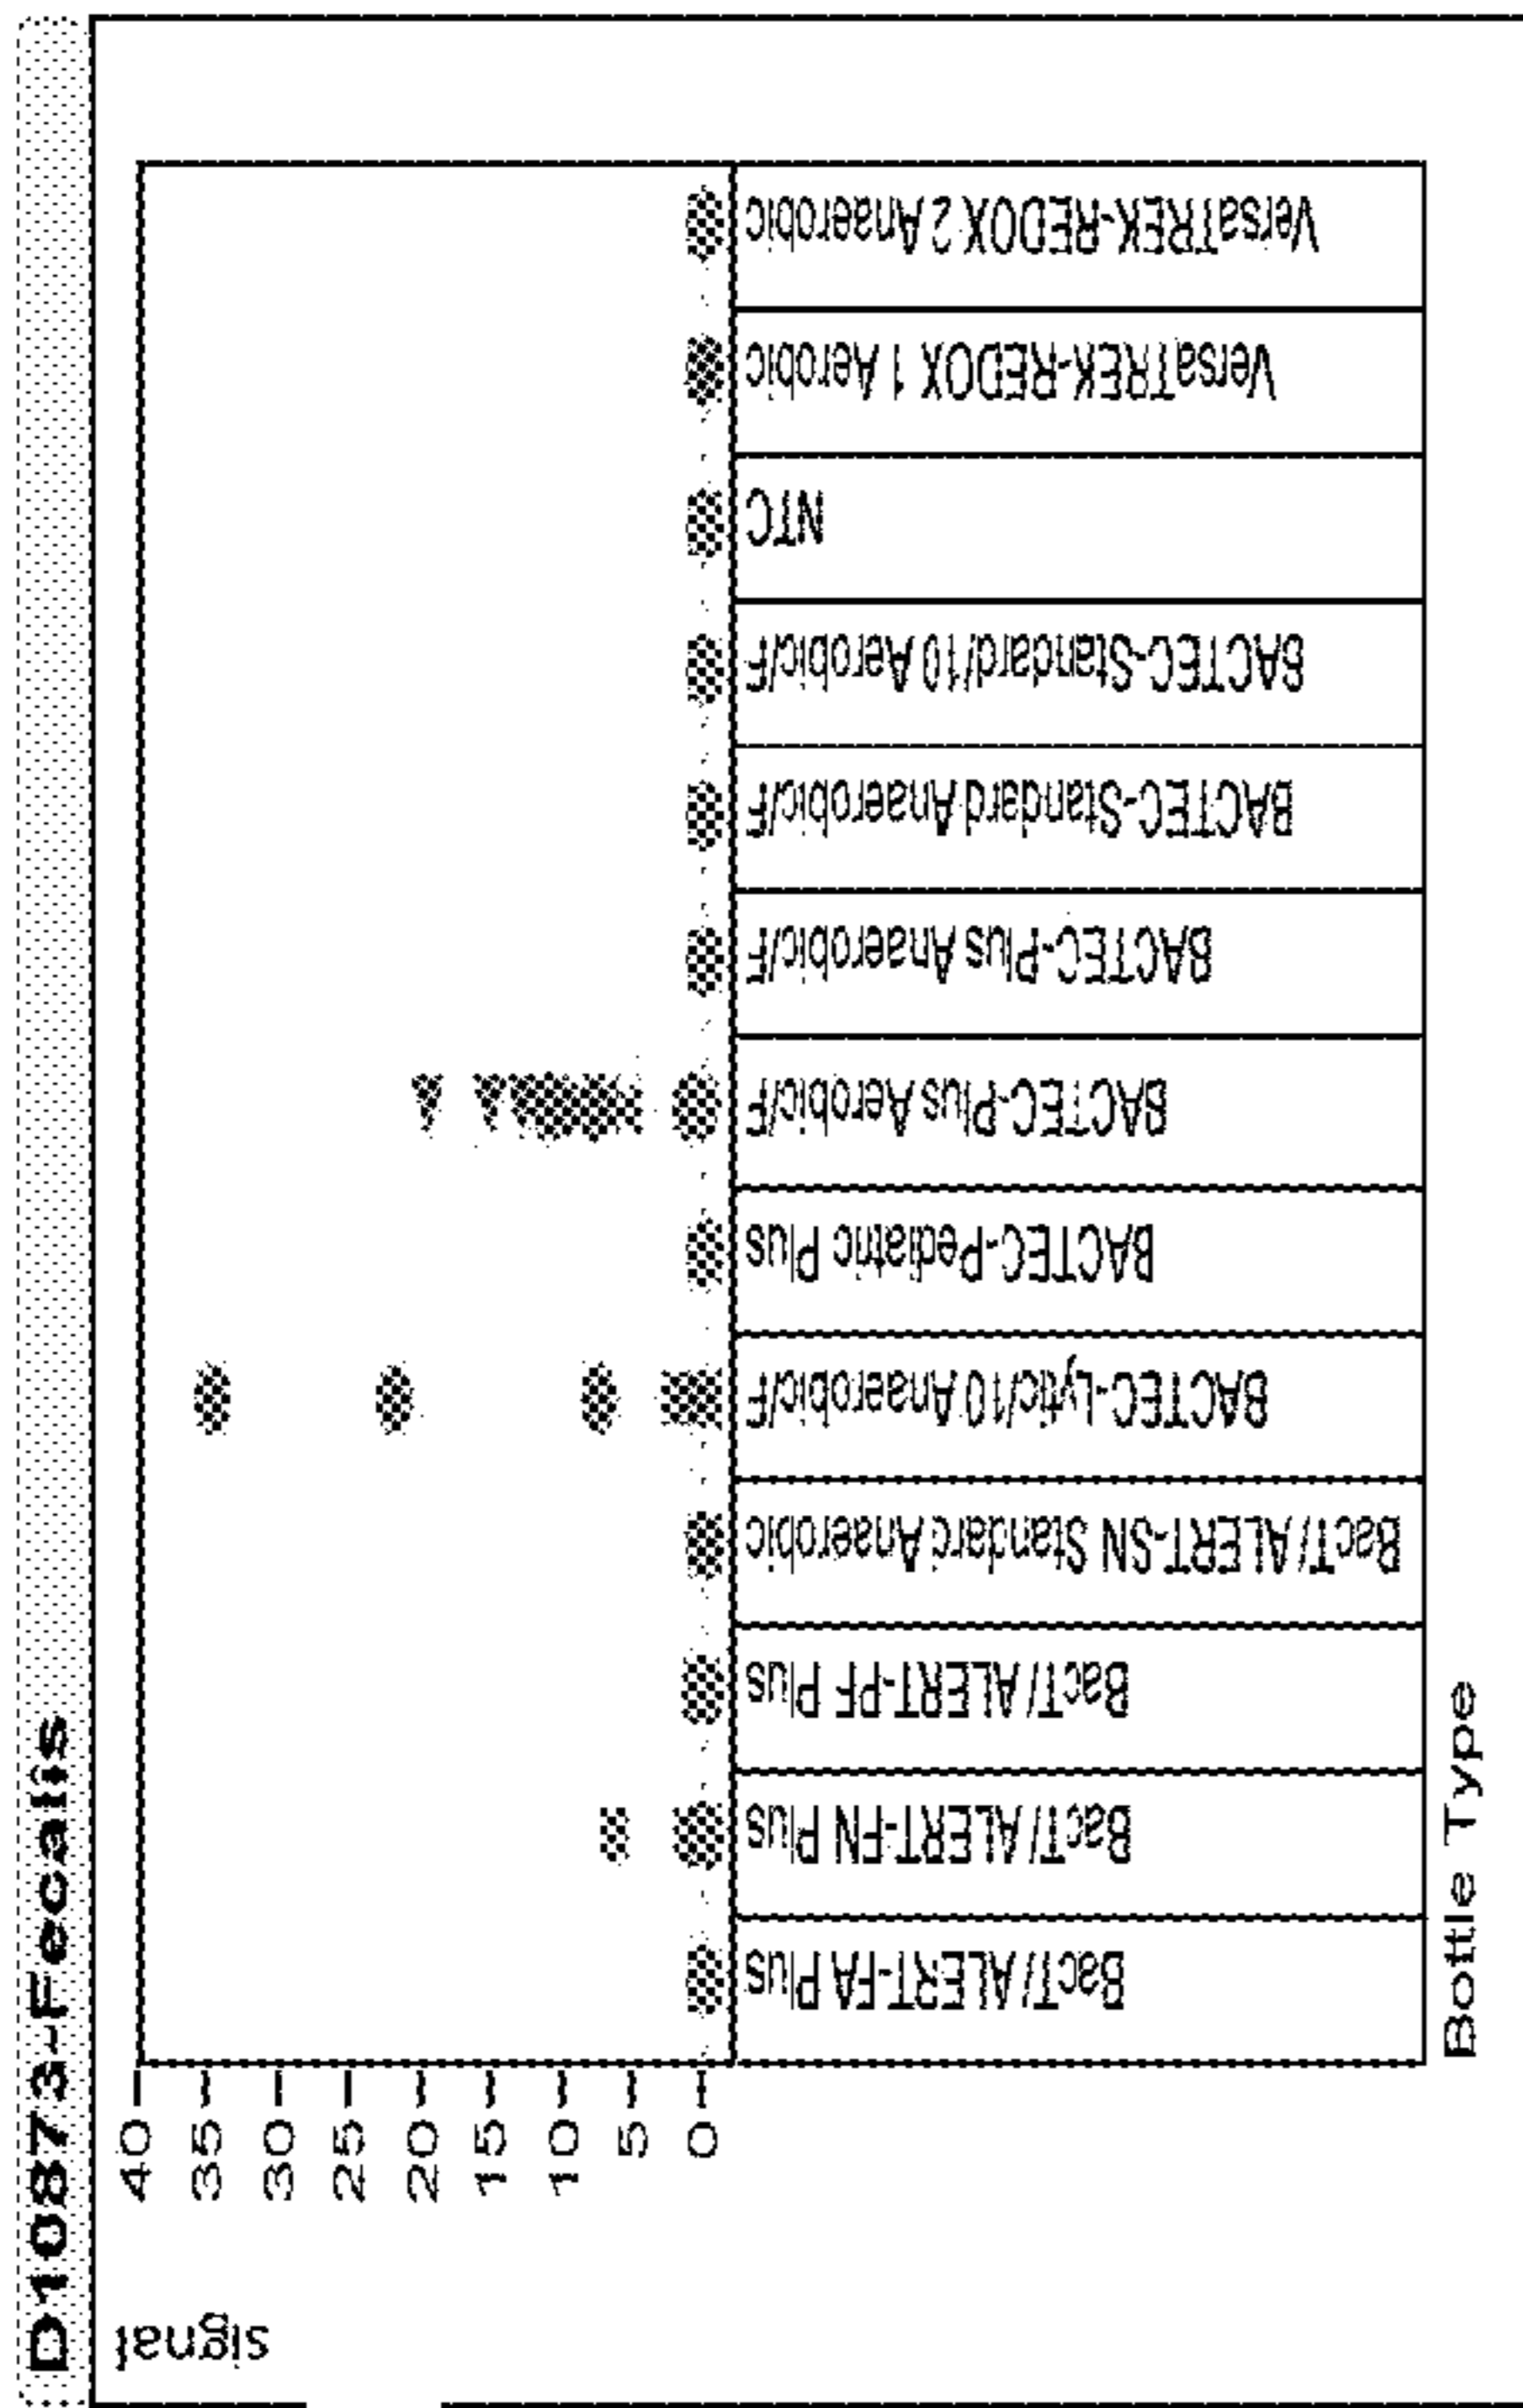 D10873-Fecalis
signal
40
35
30
25
20
15
10
5
0
BacT/ALERT-FA Plus
BacT/ALERT-FN Plus
BacT/ALERT-PF Plus
BacT/ALERT-SN Standard Anaerobic
BACTEC-Lytic/10 Anaerobic/F
BACTEC-Pediatric Plus
BACTEC-Plus Aerobic/F
BACTEC-Plus Anaerobic/F
BACTEC-Standard Anaerobic/F
BACTEC-Standard/10 Aerobic/F
NTC
VersaTREK-REDOX 1 Aerobic
VersaTREK-REDOX 2 Anaerobic
Bottle Type